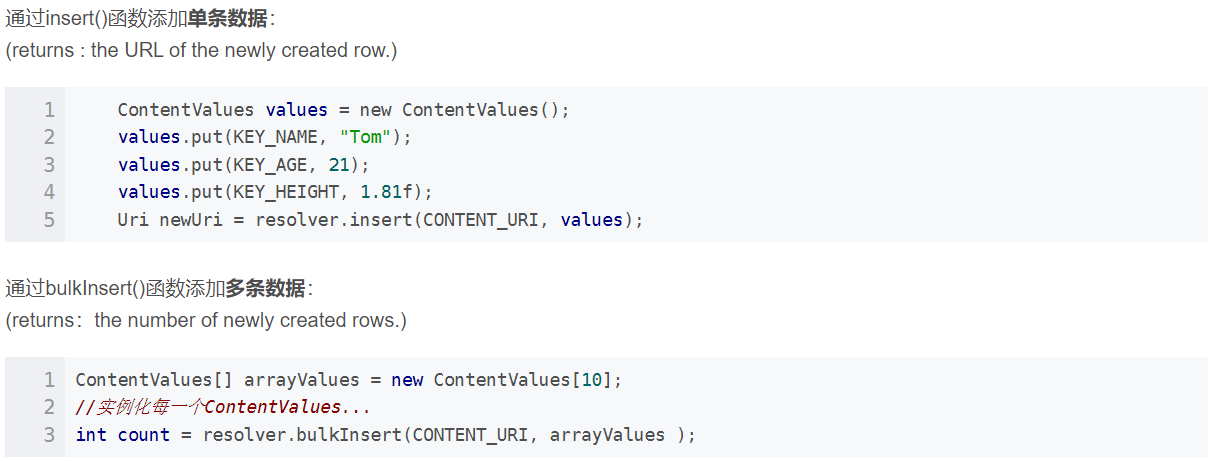 通过insert()函数添加单条数据：
(returns : the URL of the newly created row.)
1 ContentValues values = new ContentValues();
2 values.put(KEY_NAME, "Tom");
3 values.put(KEY_AGE, 21);
4 values.put(KEY_HEIGHT, 1.81f);
5 Uri newUri = resolver.insert(CONTENT_URI, values);
通过bulkInsert()函数添加多条数据：
(returns：the number of newly created rows.)
1 ContentValues[] arrayValues = new ContentValues[10];
2 //实例化每一个ContentValues...
3 int count = resolver.bulkInsert(CONTENT_URI, arrayValues );